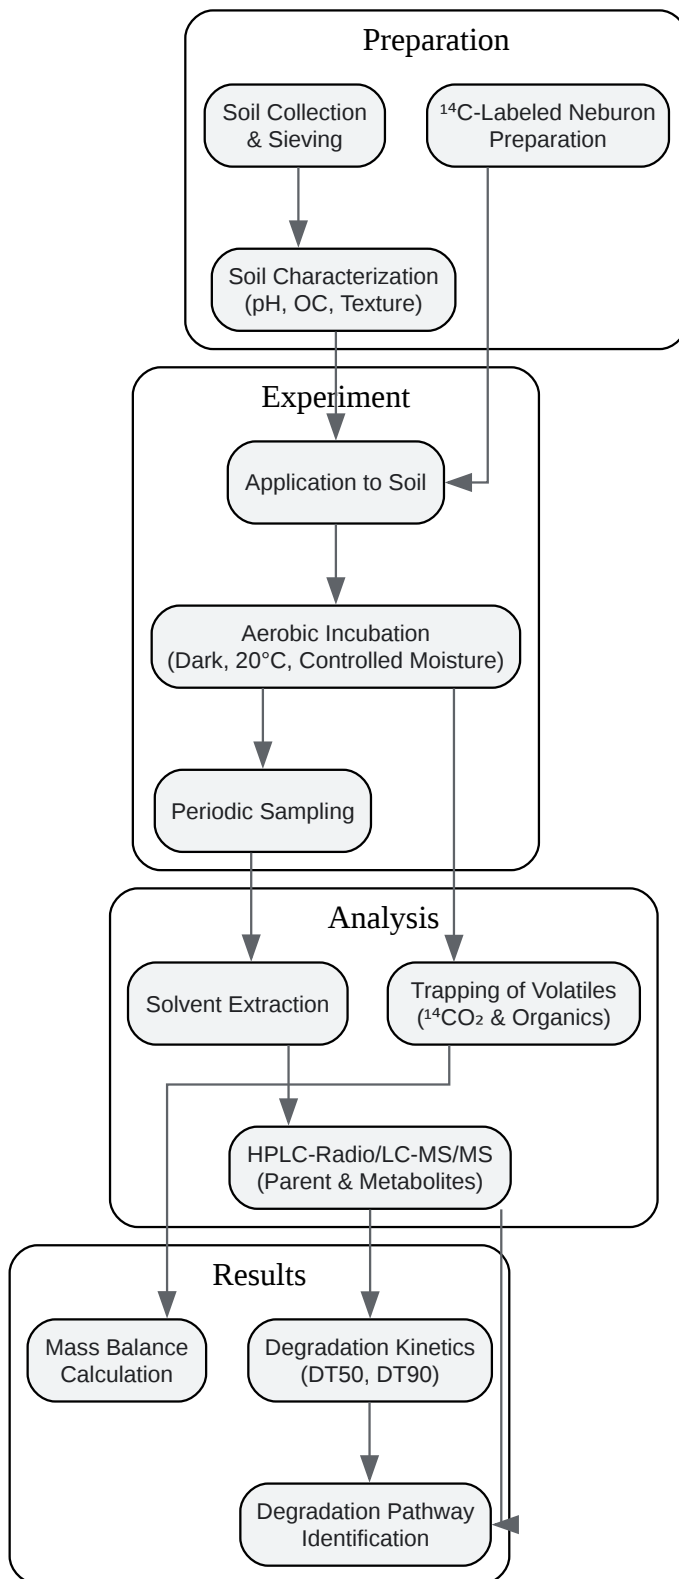 Preparation
Soil Collection
& Sieving
¹⁴C-Labeled Neburon
Preparation
Soil Characterization
(pH, OC, Texture)
Experiment
Application to Soil
Aerobic Incubation
(Dark, 20°C, Controlled Moisture)
Periodic Sampling
Analysis
Solvent Extraction
Trapping of Volatiles
(¹⁴CO₂ & Organics)
HPLC-Radio/LC-MS/MS
(Parent & Metabolites)
Results
Mass Balance
Calculation
Degradation Kinetics
(DT50, DT90)
Degradation Pathway
Identification